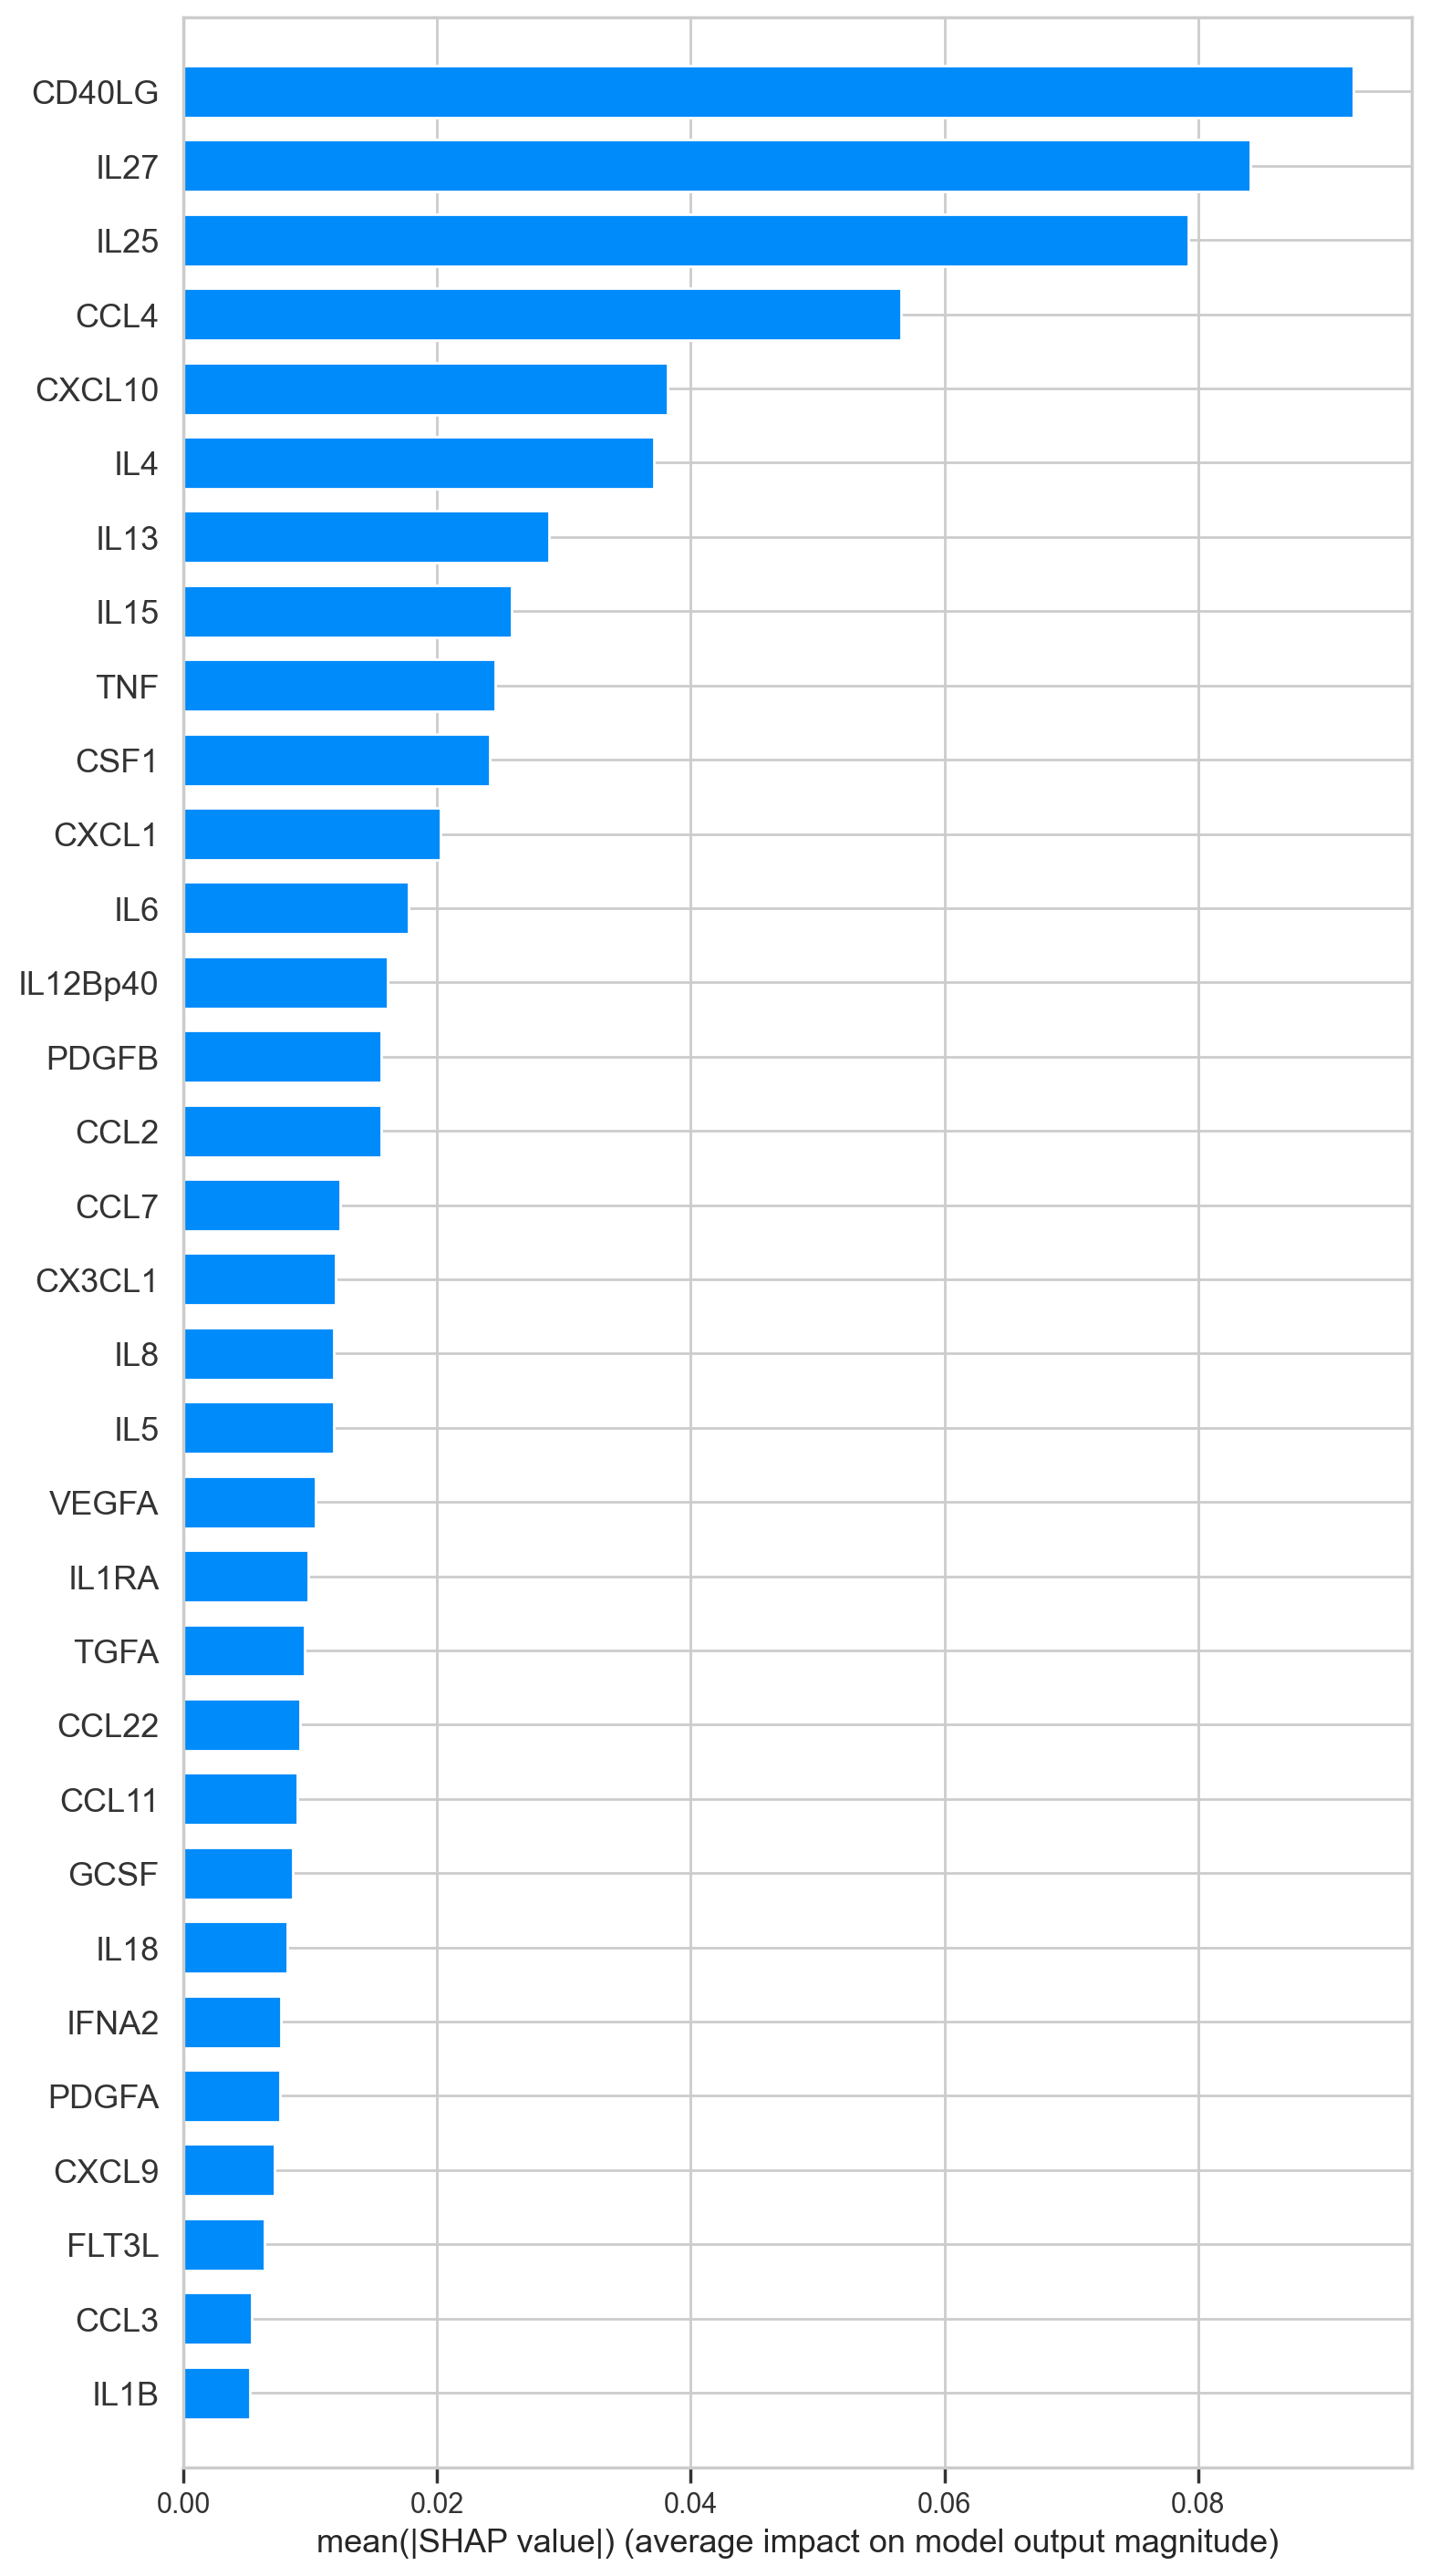 CD40LG
IL27
IL25
CCL4
CXCL10
IL4
IL13
IL15
TNF
CSF1
CXCL1
IL6
IL12Bp40
PDGFB
CCL2
CCL7
CX3CL1
IL8
IL5
VEGFA
IL1RA
TGFA
CCL22
CCL11
GCSF
IL18
IFNA2
PDGFA
CXCL9
FLT3L
CCL3
IL1B
0.00 0.02 0.04 0.06 0.08
mean(|SHAP value|) (average impact on model output magnitude)